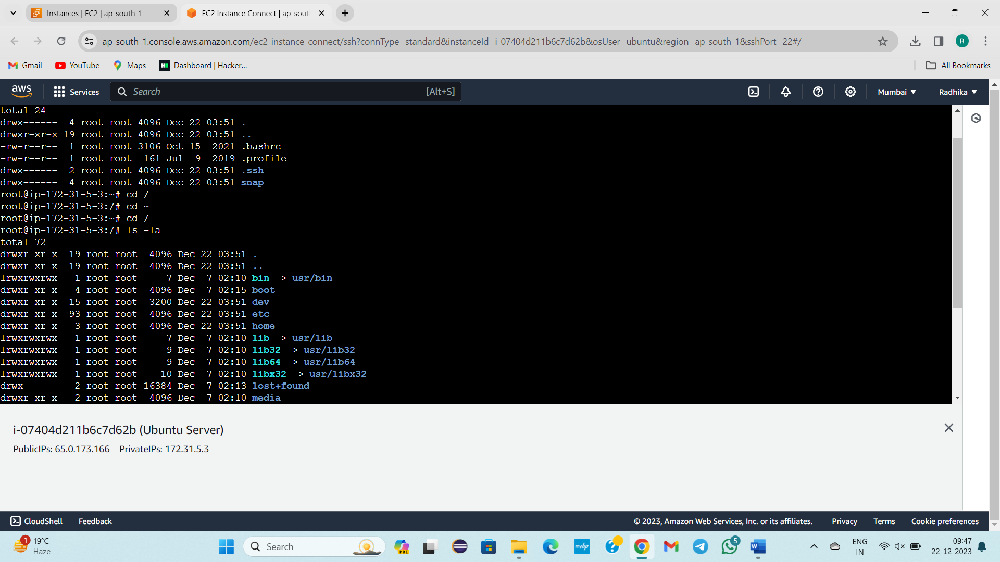 Instances | EC2 | ap-south-1
EC2 Instance Connect | ap-sout
ap-south-1.console.aws.amazon.com/ec2-instance-connect/ssh?connType=standard&instanceId=i-07404d211b6c7d62b&osUser=ubuntu&region=ap-south-1&sshPort=22#/
R
Gmail YouTube Maps Dashboard | Hacker... All Bookmarks
aws Services Search [Alt+S] Mumbai Radhika
total 24
drwx------  4 root root 4096 Dec 22 03:51 .
drwxr-xr-x 19 root root 4096 Dec 22 03:51 ..
-rw-r--r--  1 root root 3106 Oct 15  2021 .bashrc
-rw-r--r--  1 root root  161 Jul  9  2019 .profile
drwx------  2 root root 4096 Dec 22 03:51 .ssh
drwx------  4 root root 4096 Dec 22 03:51 snap
root@ip-172-31-5-3:~# cd /
root@ip-172-31-5-3:/# cd ~
root@ip-172-31-5-3:~# cd /
root@ip-172-31-5-3:/# ls -la
total 72
drwxr-xr-x  19 root root  4096 Dec 22 03:51 .
drwxr-xr-x  19 root root  4096 Dec 22 03:51 ..
lrwxrwxrwx   1 root root     7 Dec  7 02:10 bin -> usr/bin
drwxr-xr-x   4 root root  4096 Dec  7 02:15 boot
drwxr-xr-x  15 root root  3200 Dec 22 03:51 dev
drwxr-xr-x  93 root root  4096 Dec 22 03:51 etc
drwxr-xr-x   3 root root  4096 Dec 22 03:51 home
lrwxrwxrwx   1 root root     7 Dec  7 02:10 lib -> usr/lib
lrwxrwxrwx   1 root root     9 Dec  7 02:10 lib32 -> usr/lib32
lrwxrwxrwx   1 root root     9 Dec  7 02:10 lib64 -> usr/lib64
lrwxrwxrwx   1 root root    10 Dec  7 02:10 libx32 -> usr/libx32
drwx------   2 root root 16384 Dec  7 02:13 lost+found
drwxr-xr-x   2 root root  4096 Dec  7 02:10 media
i-07404d211b6c7d62b (Ubuntu Server)
PublicIPs: 65.0.173.166 PrivateIPs: 172.31.5.3
CloudShell Feedback © 2023, Amazon Web Services, Inc. or its affiliates. Privacy Terms Cookie preferences
1 19°C
Haze
Search
PRE
myhp
5
ENG
IN
09:47
22-12-2023